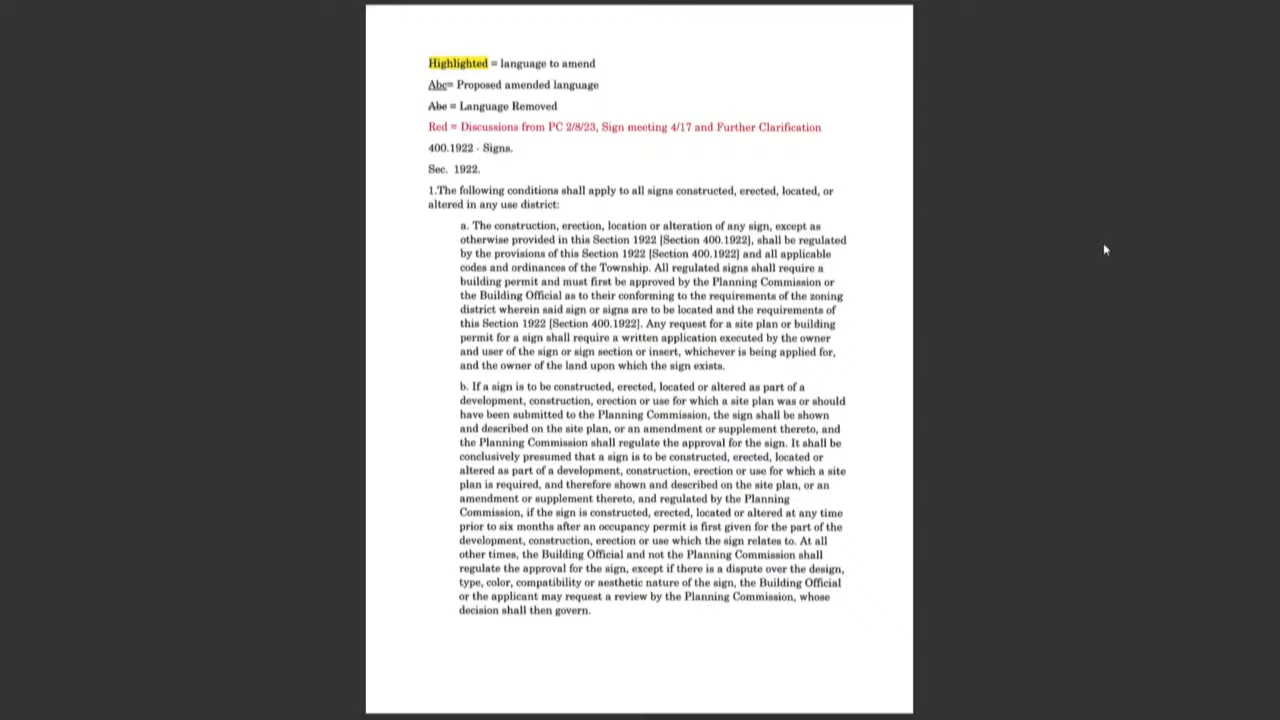 Highlighted = language to amend
Abc= Proposed amended language
Abc = Language Removed
Red = Discussions from PC 2/8/23, Sign meeting 4/17 and Further Clarification
400.1922 - Signs.
Sec. 1922.
1.The following conditions shall apply to all signs constructed, erected, located, or
altered in any use district:
a. The construction, erection, location or alteration of any sign, except as
otherwise provided in this Section 1922 [Section 400.1922], shall be regulated
by the provisions of this Section 1922 [Section 400.1922] and all applicable
codes and ordinances of the Township. All regulated signs shall require a
building permit and must first be approved by the Planning Commission or
the Building Official as to their conforming to the requirements of the zoning
district wherein said sign or signs are to be located and the requirements of
this Section 1922 [Section 400.1922]. Any request for a site plan or building
permit for a sign shall require a written application executed by the owner
and user of the sign or sign section or insert, whichever is being applied for,
and the owner of the land upon which the sign exists.
b. If a sign is to be constructed, erected, located or altered as part of a
development, construction, erection or use for which a site plan was or should
have been submitted to the Planning Commission, the sign shall be shown
and described on the site plan, or an amendment or supplement thereto, and
the Planning Commission shall regulate the approval for the sign. It shall be
conclusively presumed that a sign is to be constructed, erected, located or
altered as part of a development, construction, erection or use for which a site
plan is required, and therefore shown and described on the site plan, or an
amendment or supplement thereto, and regulated by the Planning
Commission, if the sign is constructed, erected, located or altered at any time
prior to six months after an occupancy permit is first given for the part of the
development, construction, erection or use which the sign relates to. At all
other times, the Building Official and not the Planning Commission shall
regulate the approval for the sign, except if there is a dispute over the design,
type, color, compatibility or aesthetic nature of the sign, the Building Official
or the applicant may request a review by the Planning Commission, whose
decision shall then govern.